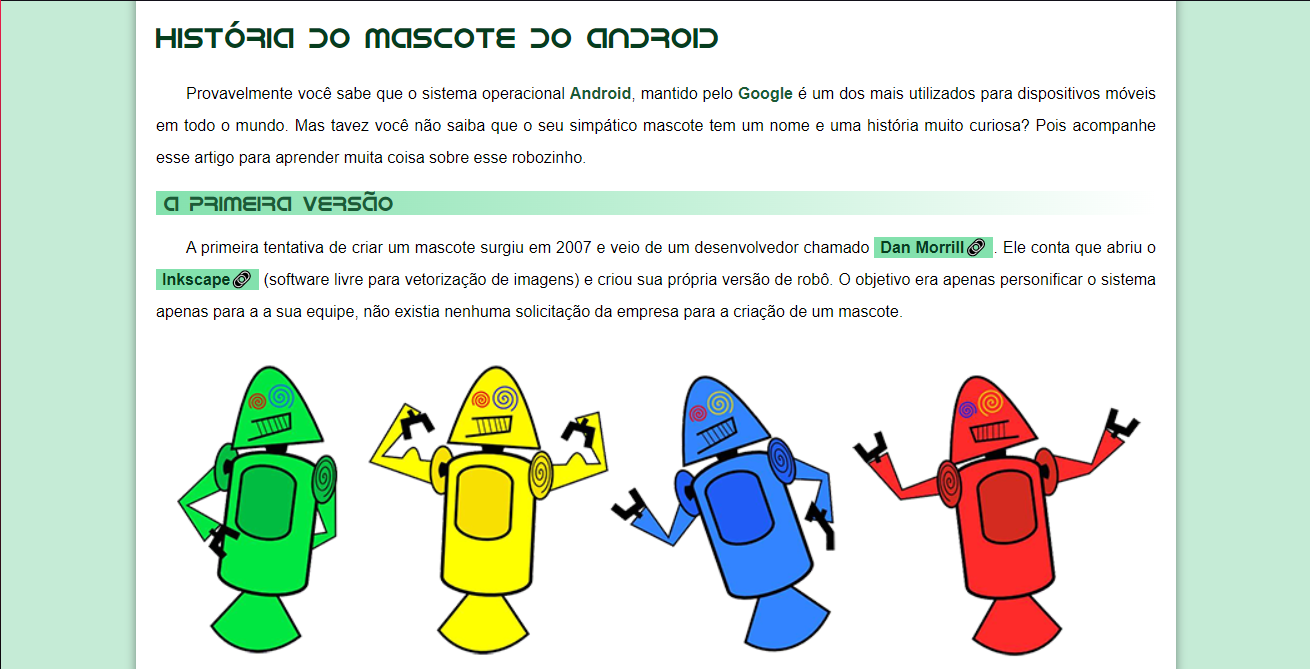 HISTÓRIA DO MASCOTE DO ANDROID
Provavelmente você sabe que o sistema operacional Android, mantido pelo Google é um dos mais utilizados para dispositivos móveis
em todo o mundo. Mas tavez você não saiba que o seu simpático mascote tem um nome e uma história muito curiosa? Pois acompanhe
esse artigo para aprender muita coisa sobre esse robozinho.
A PRIMEIRA VERSÃO
A primeira tentativa de criar um mascote surgiu em 2007 e veio de um desenvolvedor chamado Dan Morrill. Ele conta que abriu o
Inkscape (software livre para vetorização de imagens) e criou sua própria versão de robô. O objetivo era apenas personificar o sistema
apenas para a a sua equipe, não existia nenhuma solicitação da empresa para a criação de um mascote.